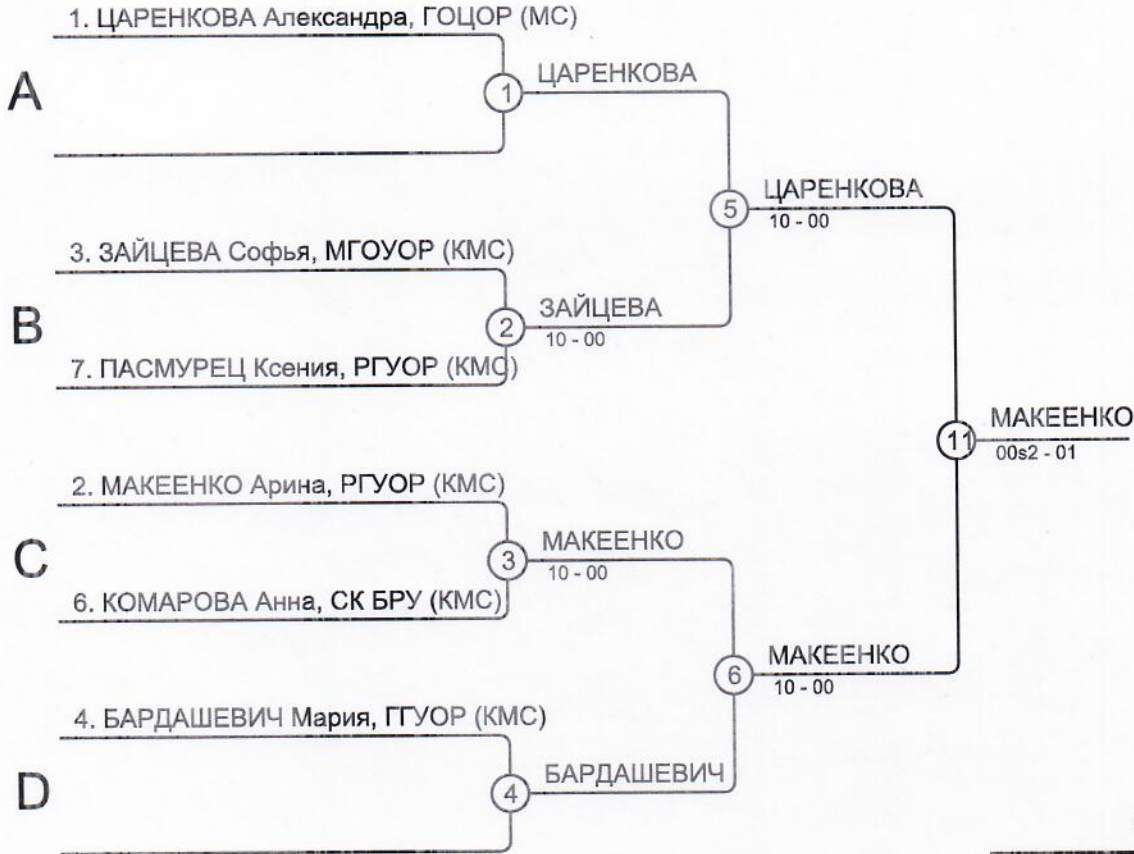 1. ЦАРЕНКОВА Александра, ГОЦОР (МС)
A
1
ЦАРЕНКОВА
5
ЦАРЕНКОВА
10 - 00
3. ЗАЙЦЕВА Софья, МГОУОР (КМС)
B
2
ЗАЙЦЕВА
10 - 00
7. ПАСМУРЕЦ Ксения, РГУОР (КМС)
11
МАКЕЕНКО
00s2 - 01
2. МАКЕЕНКО Арина, РГУОР (КМС)
C
3
МАКЕЕНКО
10 - 00
6. КОМАРОВА Анна, СК БРУ (КМС)
6
МАКЕЕНКО
10 - 00
4. БАРДАШЕВИЧ Мария, ГГУОР (КМС)
D
4
БАРДАШЕВИЧ